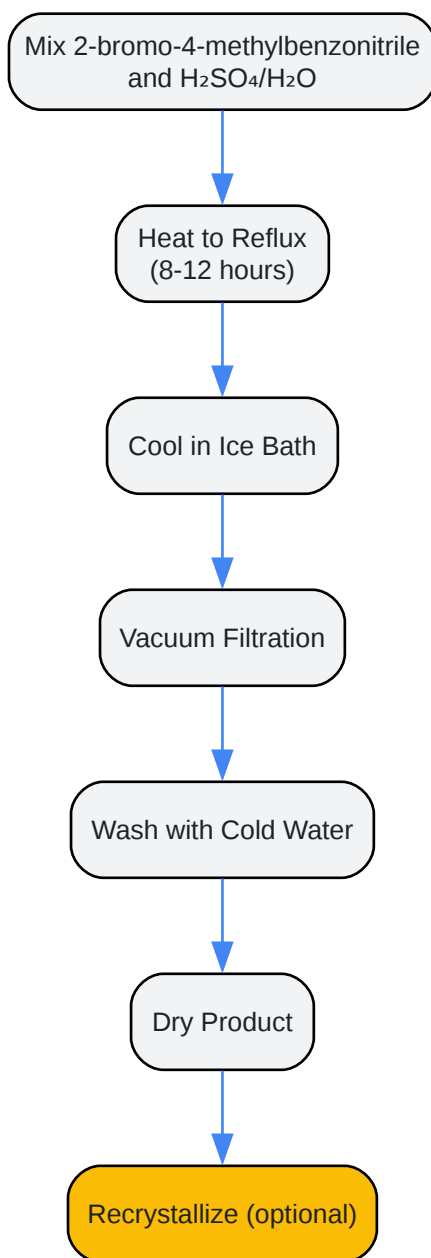 Mix 2-bromo-4-methylbenzonitrile
and H₂SO₄/H₂O
Heat to Reflux
(8-12 hours)
Cool in Ice Bath
Vacuum Filtration
Wash with Cold Water
Dry Product
Recrystallize (optional)